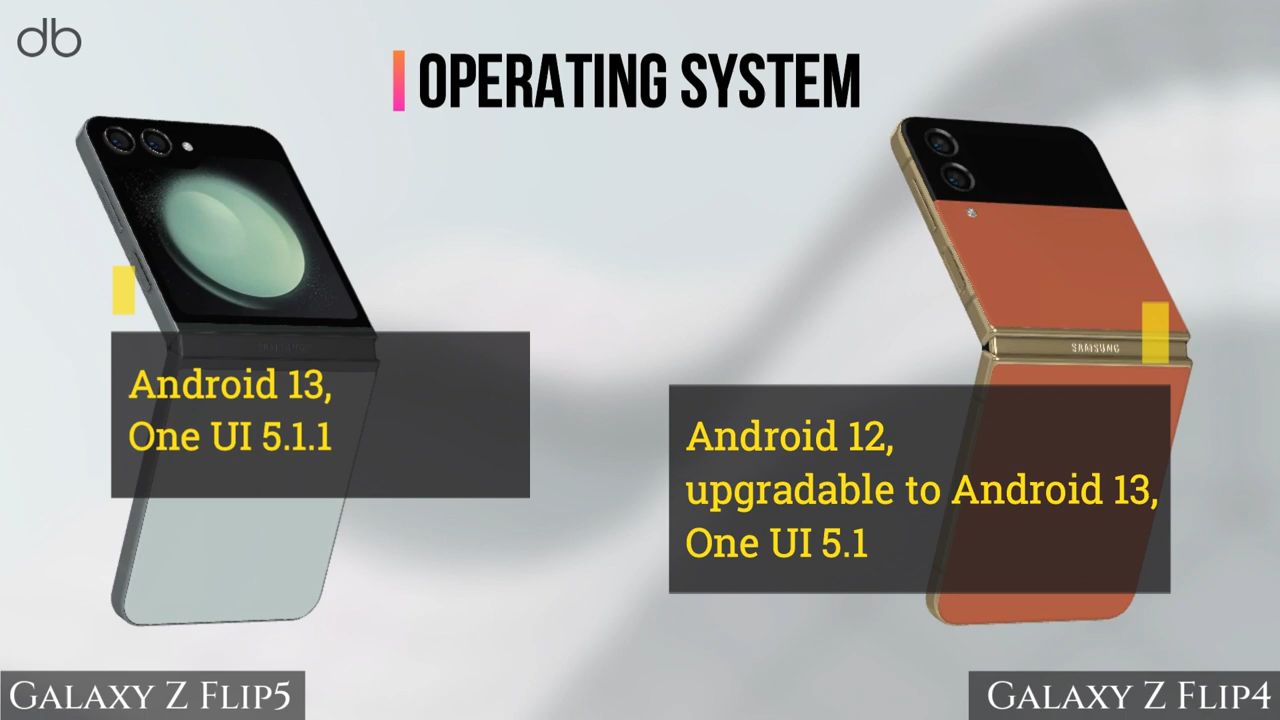 db
OPERATING SYSTEM
Android 13,
One UI 5.1.1
SAMSUNG
Android 12,
upgradable to Android 13,
One UI 5.1
GALAXY Z FLIP5
GALAXY Z FLIP4